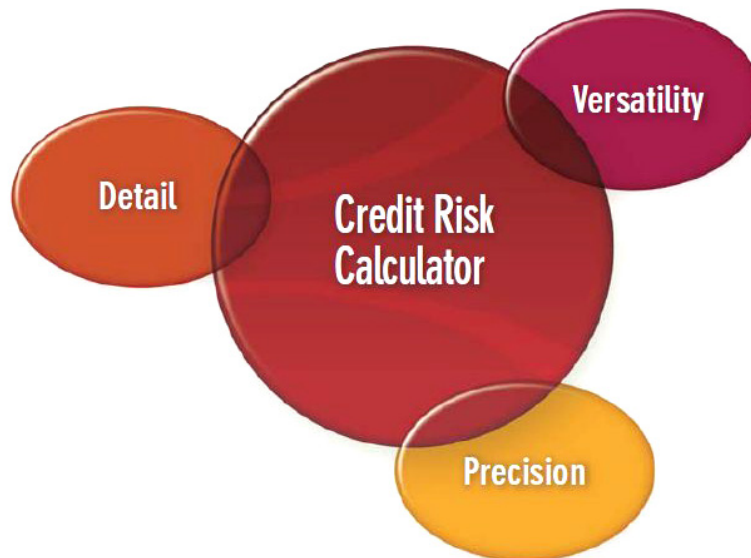 Versatility
Detail
Credit Risk
Calculator
Precision